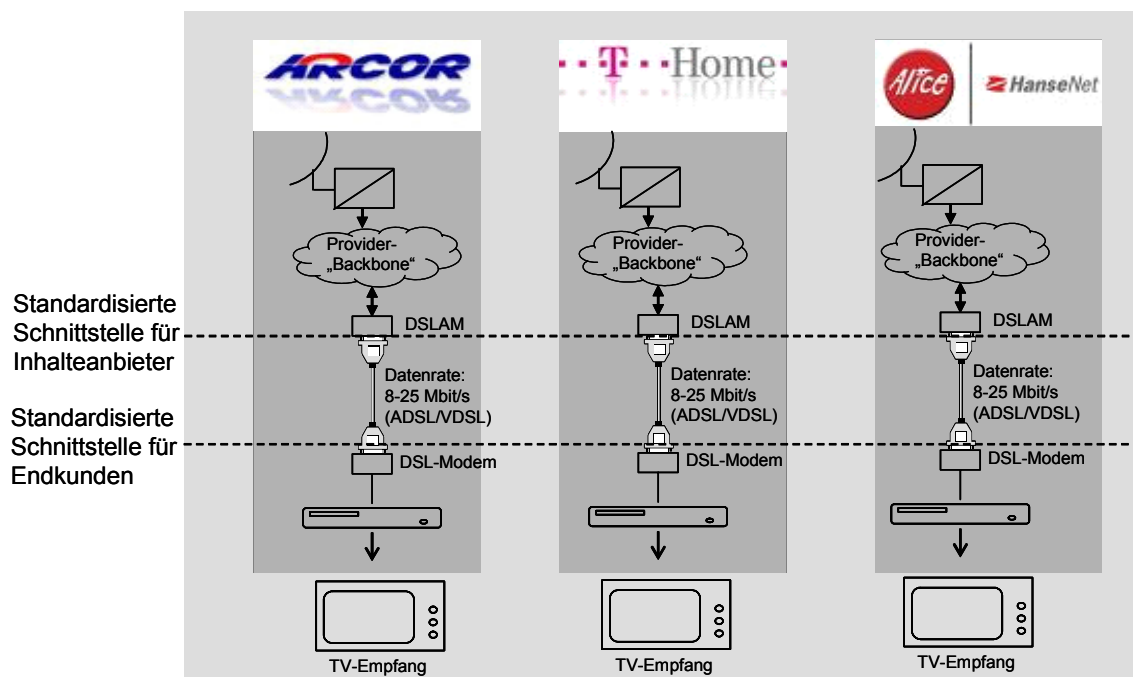 ARCOR
T Home
Alice
HanseNet
Provider-
„Backbone“
Provider-
„Backbone“
Provider-
„Backbone“
Standardisierte
Schnittstelle für
Inhalteanbieter
DSLAM
DSLAM
DSLAM
Datenrate:
8-25 Mbit/s
(ADSL/VDSL)
Datenrate:
8-25 Mbit/s
(ADSL/VDSL)
Datenrate:
8-25 Mbit/s
(ADSL/VDSL)
Standardisierte
Schnittstelle für
Endkunden
DSL-Modem
DSL-Modem
DSL-Modem
TV-Empfang
TV-Empfang
TV-Empfang